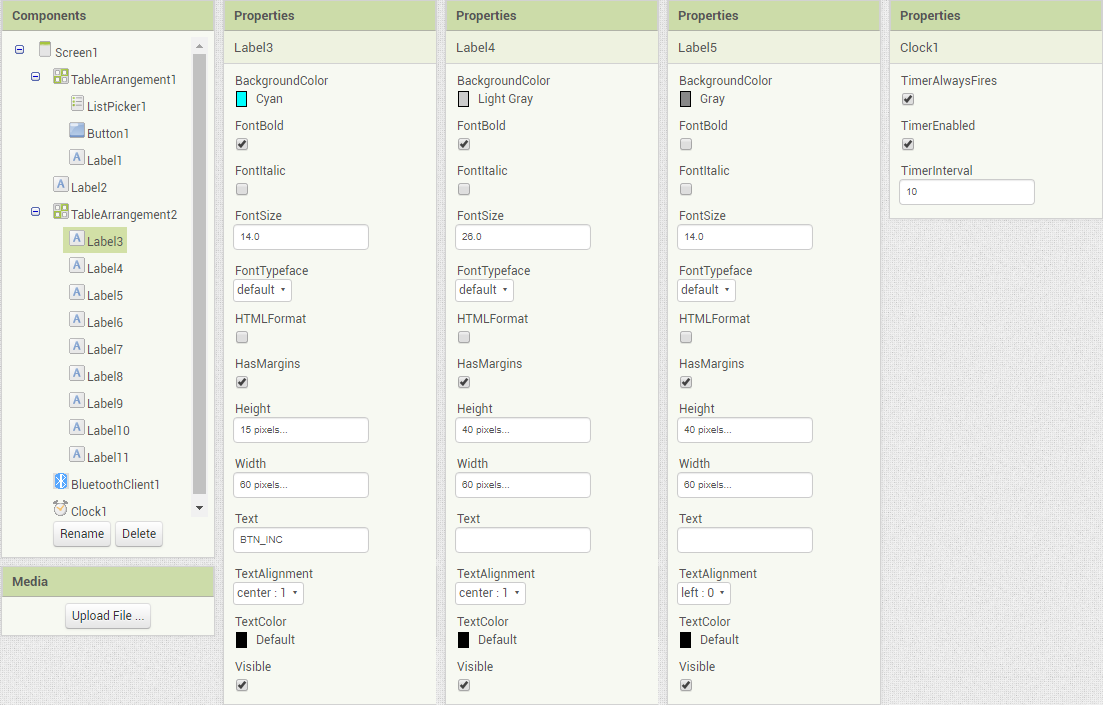 Components
Screen1
TableArrangement1
ListPicker1
Button1
A Label1
A Label2
TableArrangement2
A Label3
A Label4
A Label5
A Label6
A Label7
A Label8
A Label9
A Label10
A Label11
BluetoothClient1
Clock1
Rename Delete
Media
Upload File ...
Properties
Label3
BackgroundColor
Cyan
FontBold
FontItalic
FontSize
14.0
FontTypeface
default
HTMLFormat
HasMargins
Height
15 pixels...
Width
60 pixels...
Text
BTN_INC
TextAlignment
center : 1
TextColor
Default
Visible
Properties
Label4
BackgroundColor
Light Gray
FontBold
FontItalic
FontSize
26.0
FontTypeface
default
HTMLFormat
HasMargins
Height
40 pixels...
Width
60 pixels...
Text
TextAlignment
center : 1
TextColor
Default
Visible
Properties
Label5
BackgroundColor
Gray
FontBold
FontItalic
FontSize
14.0
FontTypeface
default
HTMLFormat
HasMargins
Height
40 pixels...
Width
60 pixels...
Text
TextAlignment
left : 0
TextColor
Default
Visible
Properties
Clock1
TimerAlwaysFires
TimerEnabled
TimerInterval
10